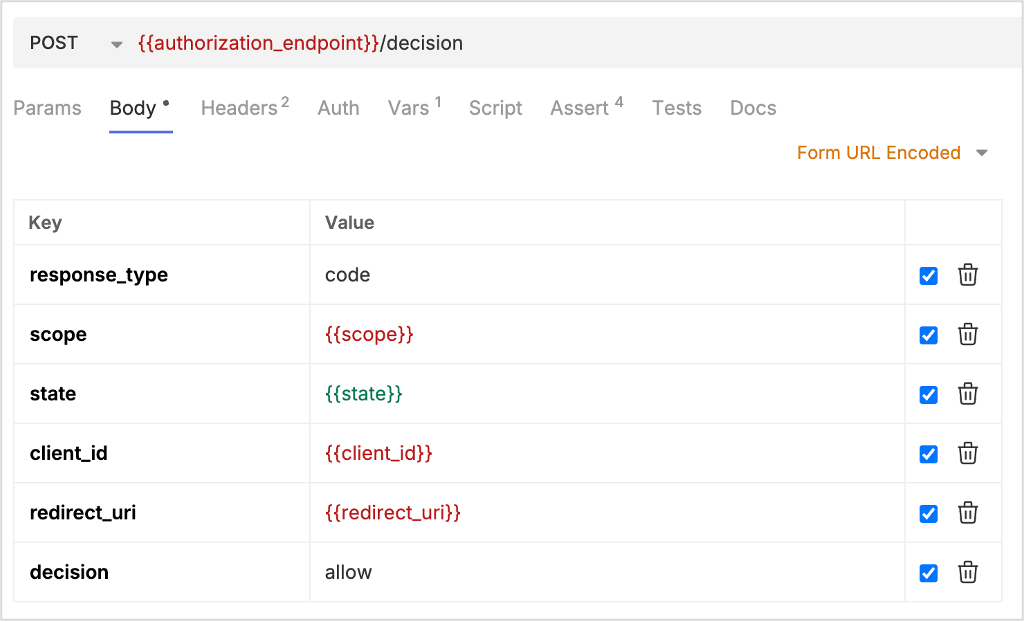 POST {{authorization_endpoint}}/decision
Params Body • Headers 2 Auth Vars 1 Script Assert 4 Tests Docs
Form URL Encoded
Key Value
response_type code
scope {{scope}}
state {{state}}
client_id {{client_id}}
redirect_uri {{redirect_uri}}
decision allow